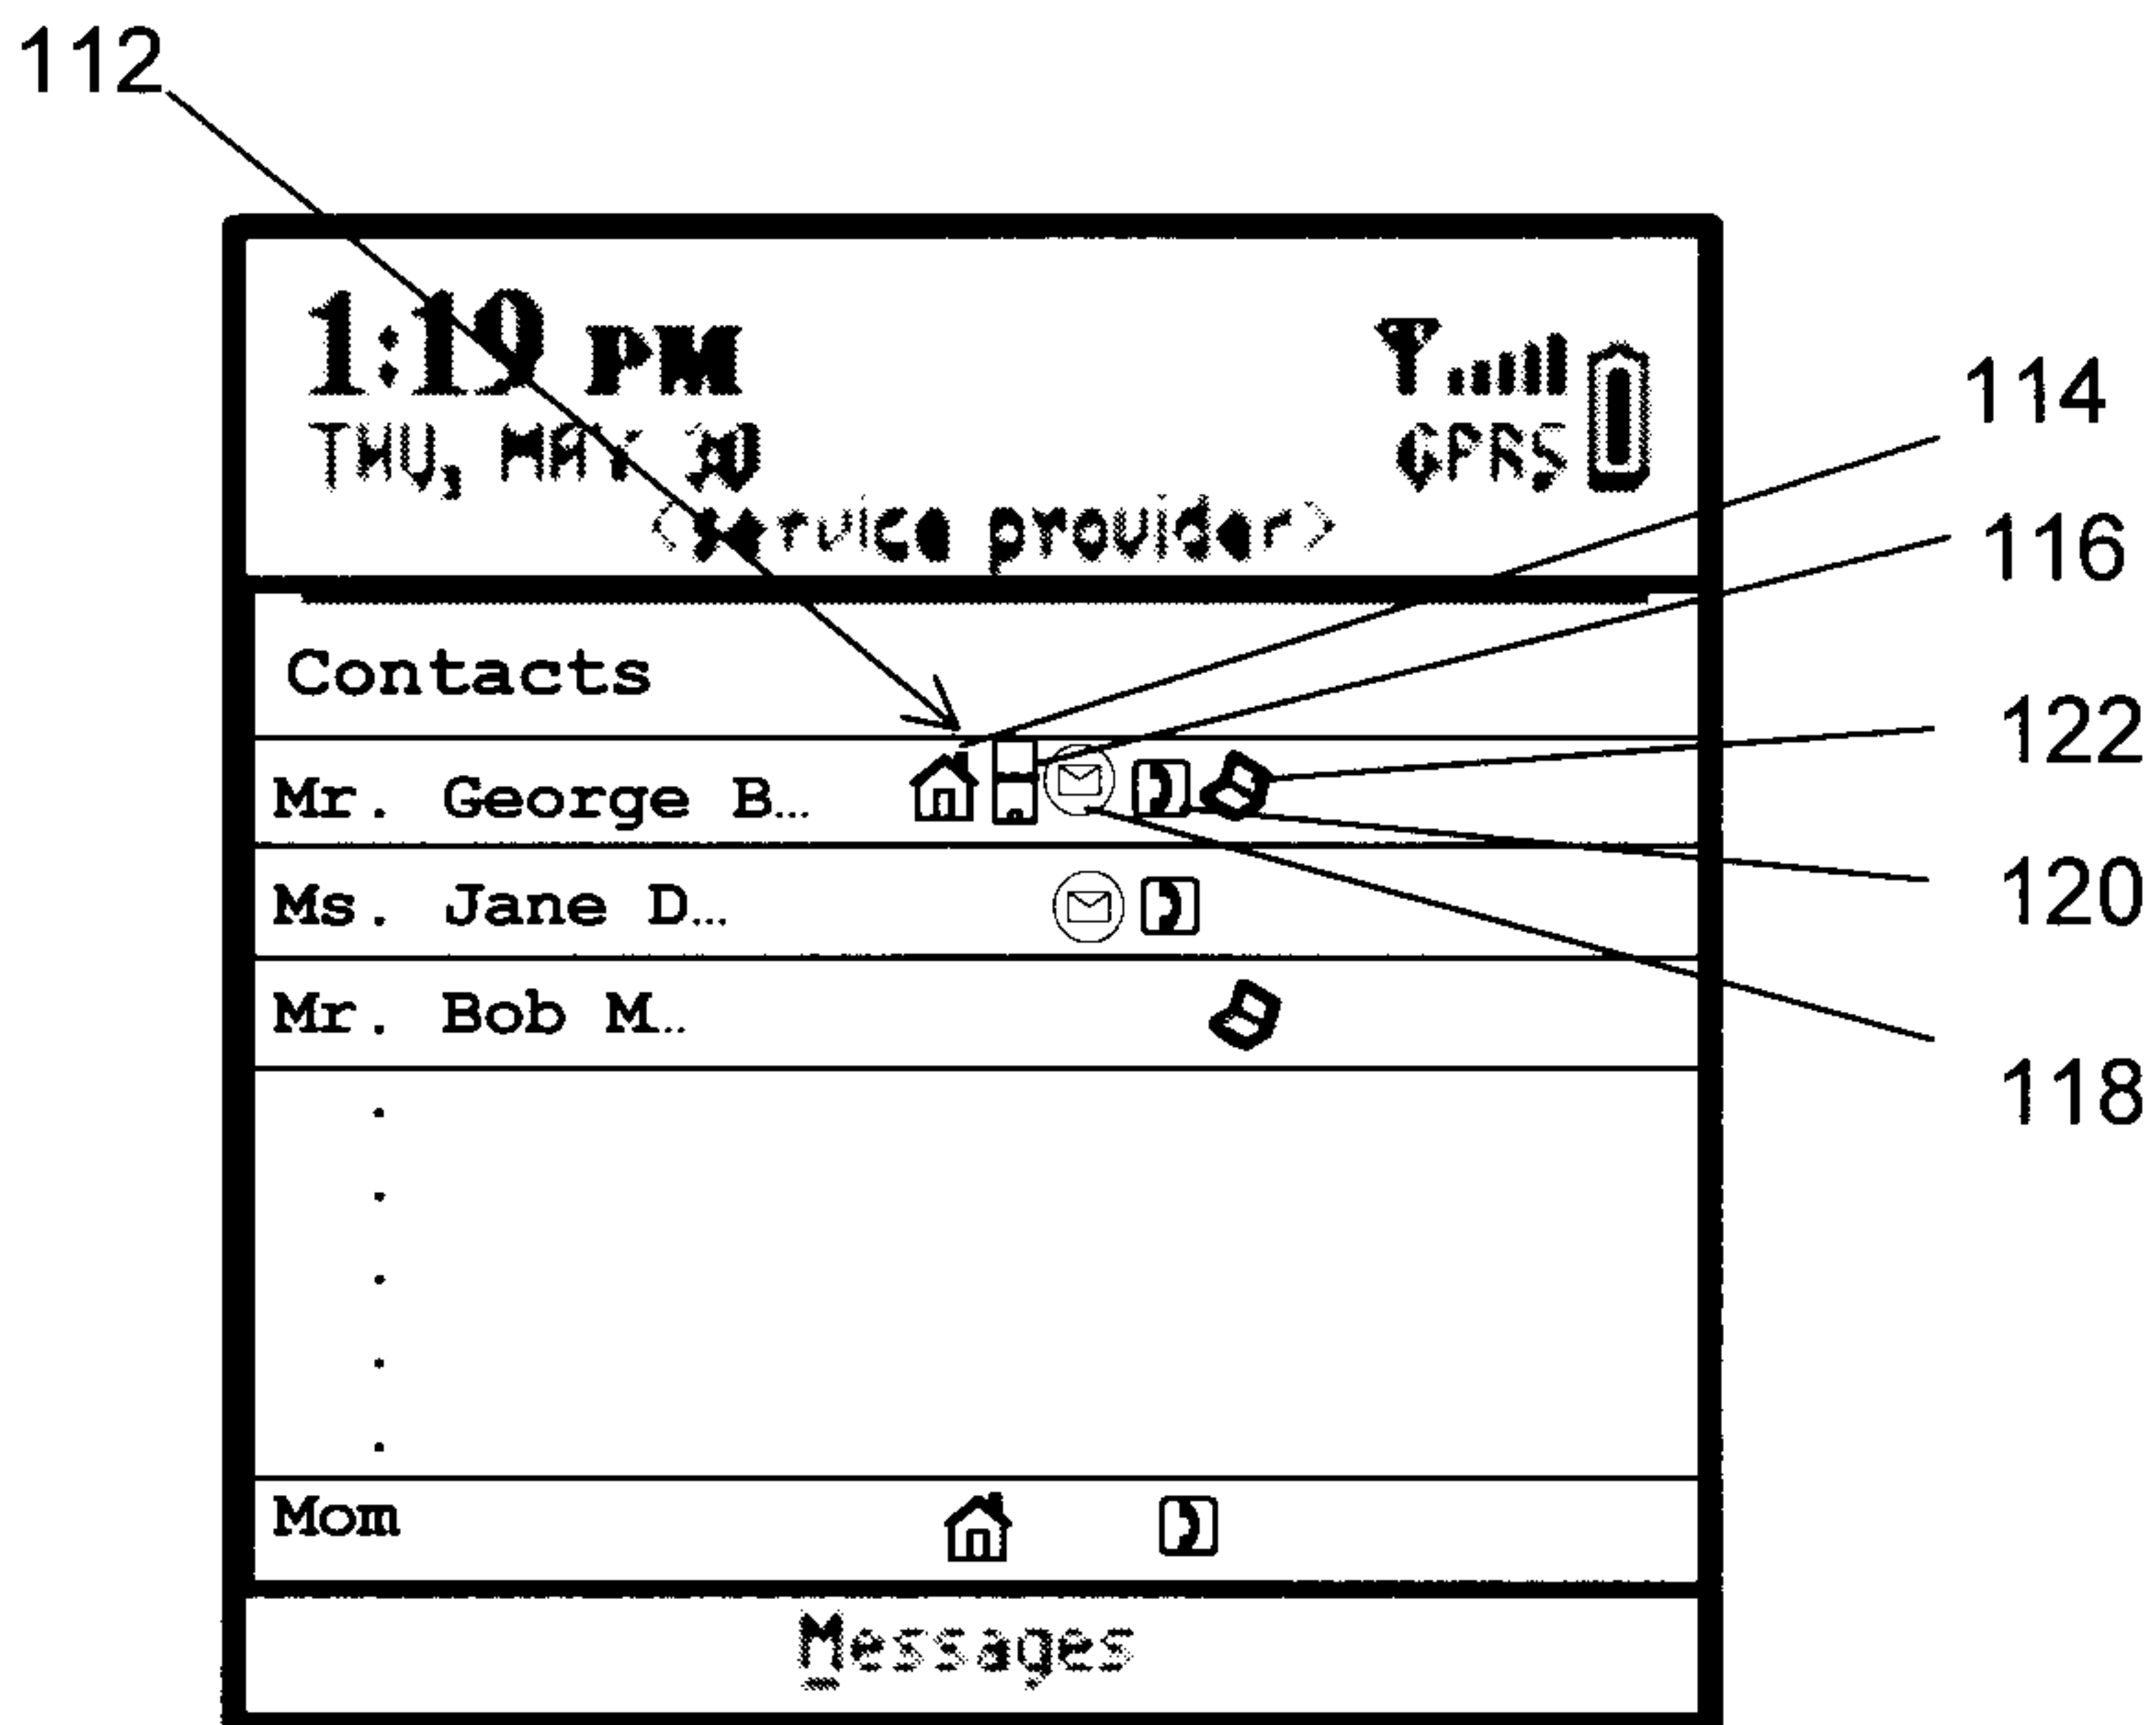 112
1:19 PM
THU, MAY 20
GPRS
<Service provider>
114
116
Contacts
122
Mr. George B...
120
Ms. Jane D...
Mr. Bob M..
118
Mom
Messages